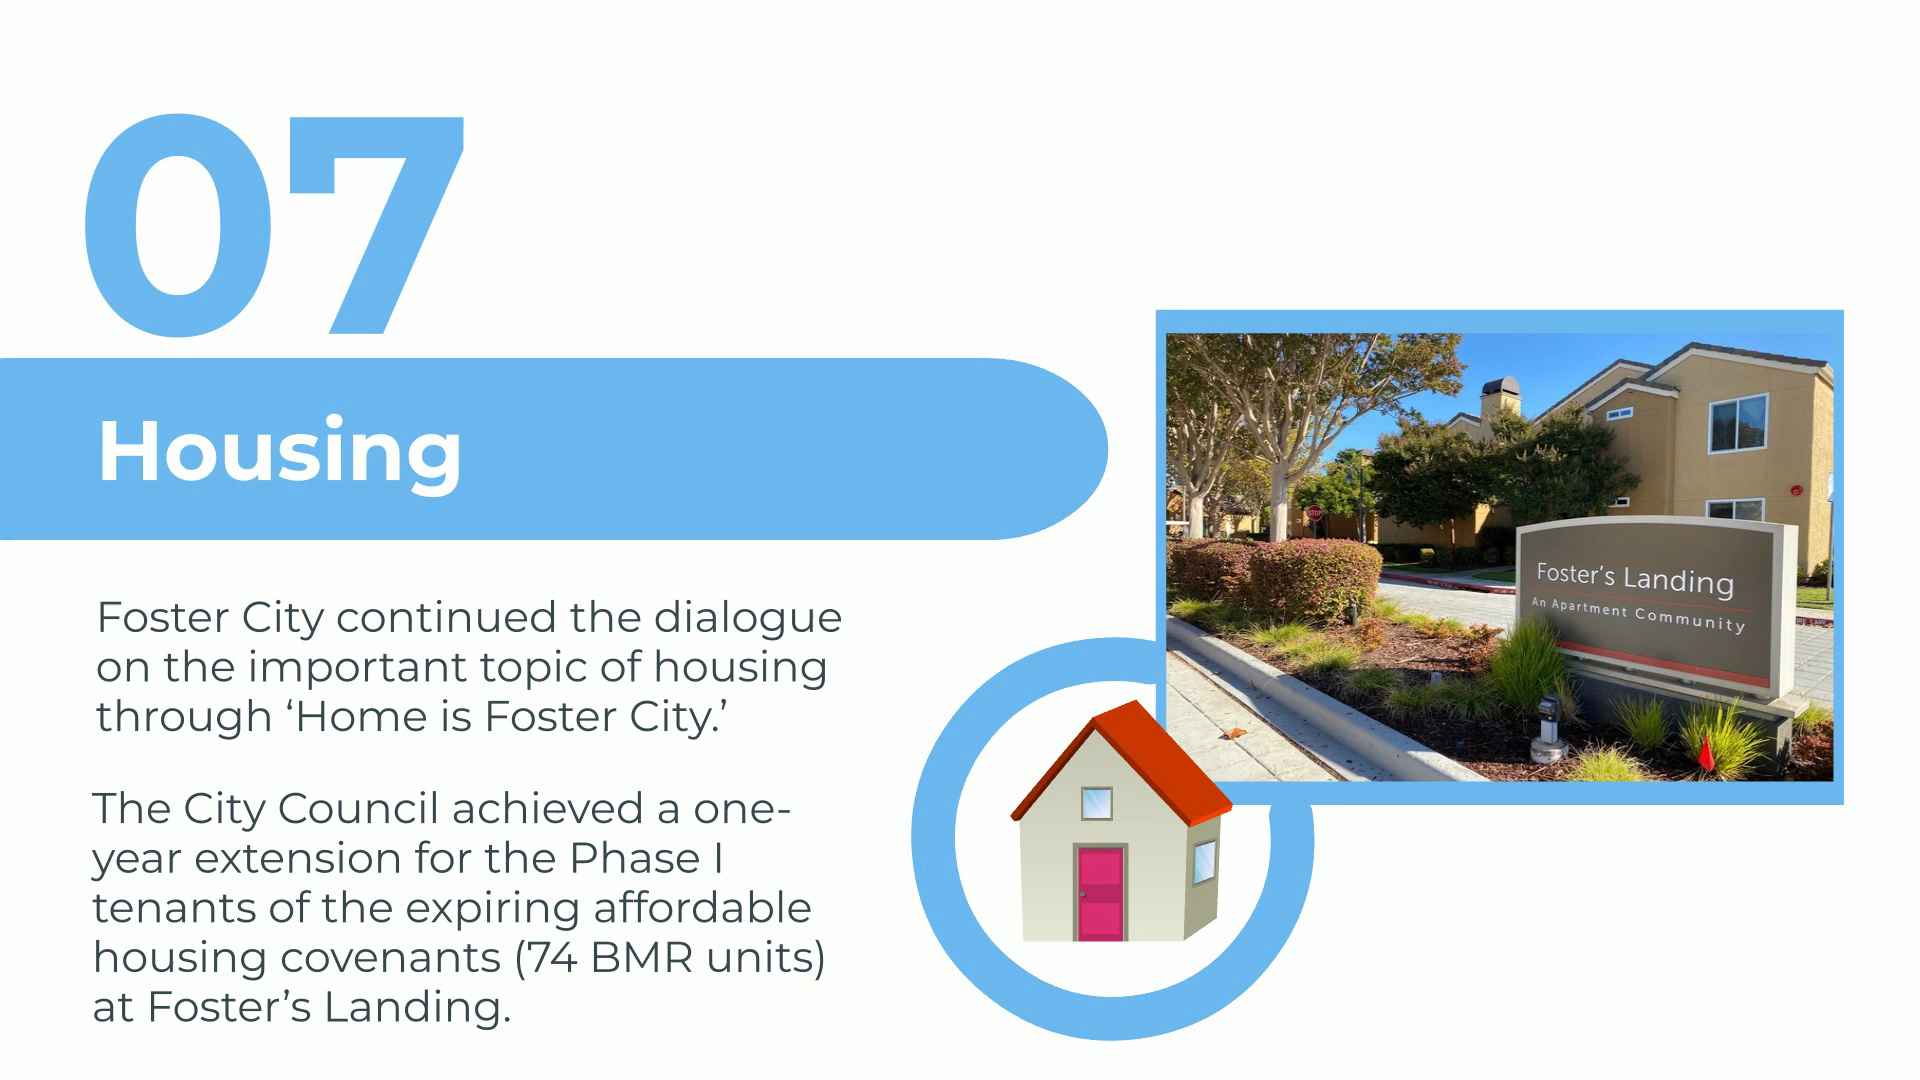 07
Housing
Foster City continued the dialogue
on the important topic of housing
through ‘Home is Foster City.’
The City Council achieved a one-
year extension for the Phase I
tenants of the expiring affordable
housing covenants (74 BMR units)
at Foster’s Landing.
STOP
Foster's Landing
An Apartment Community